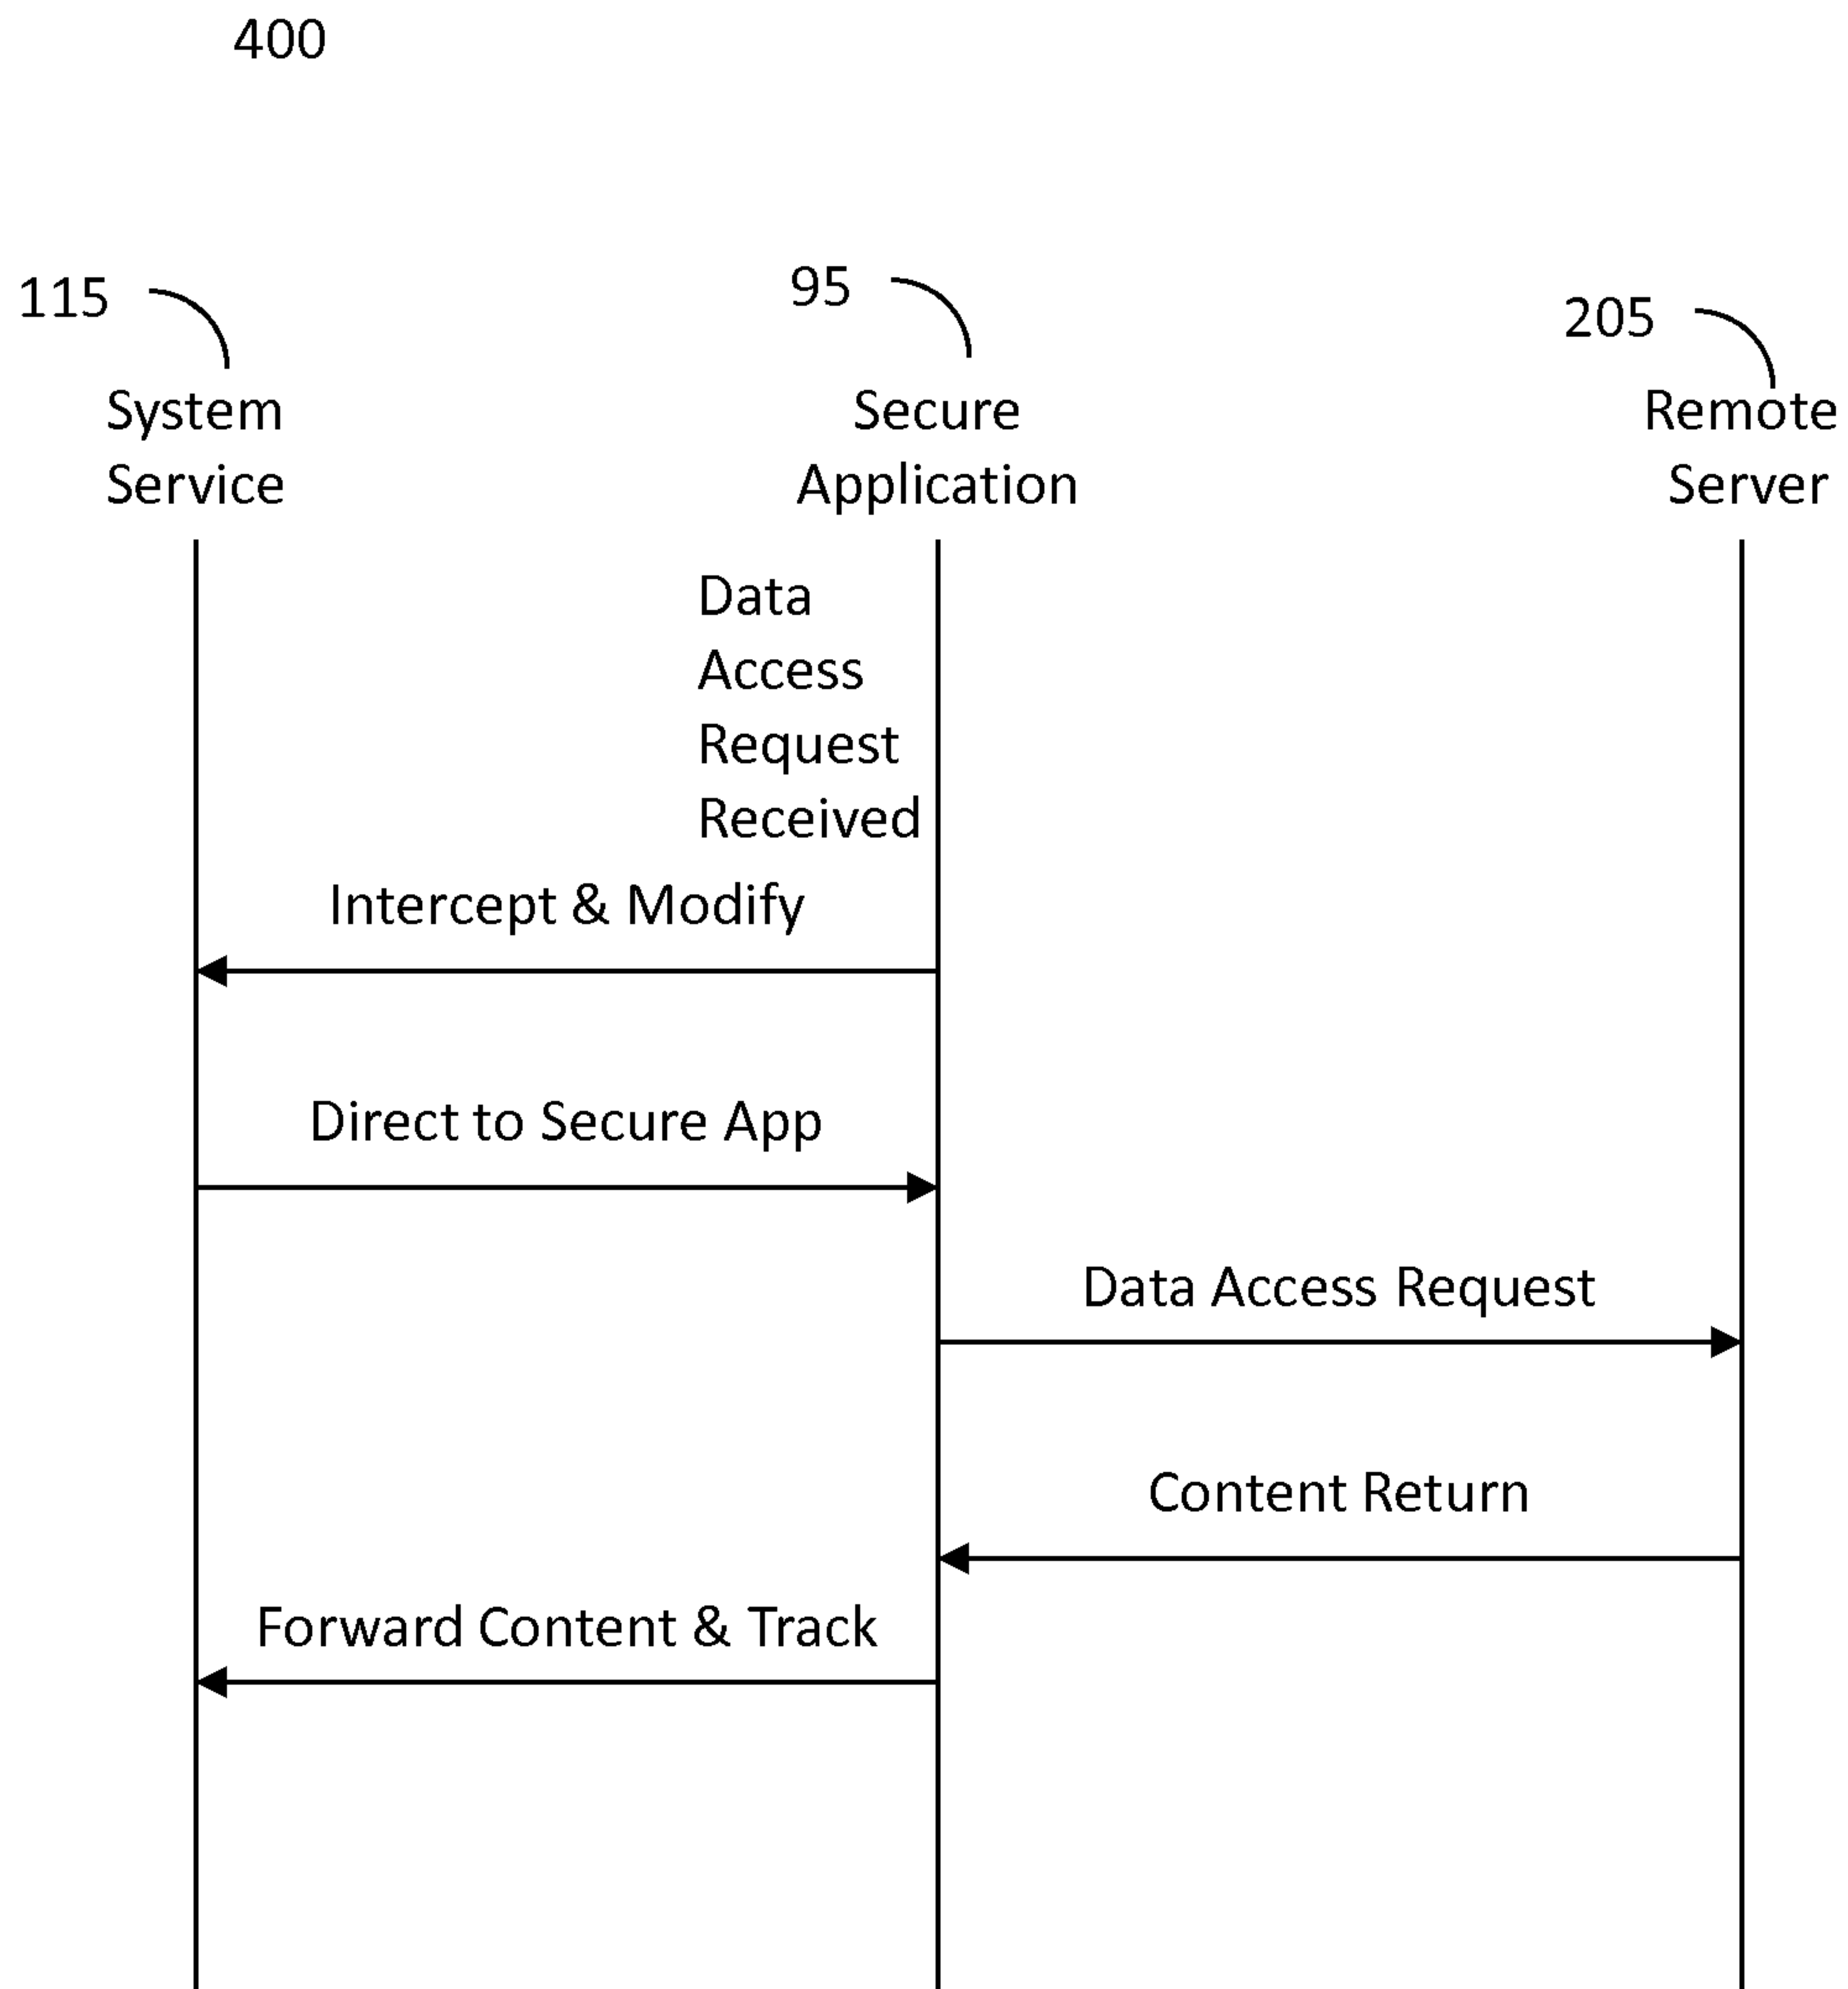 400
115
95
205
System
Service
Secure
Application
Remote
Server
Data
Access
Request
Received
Intercept & Modify
Direct to Secure App
Data Access Request
Content Return
Forward Content & Track